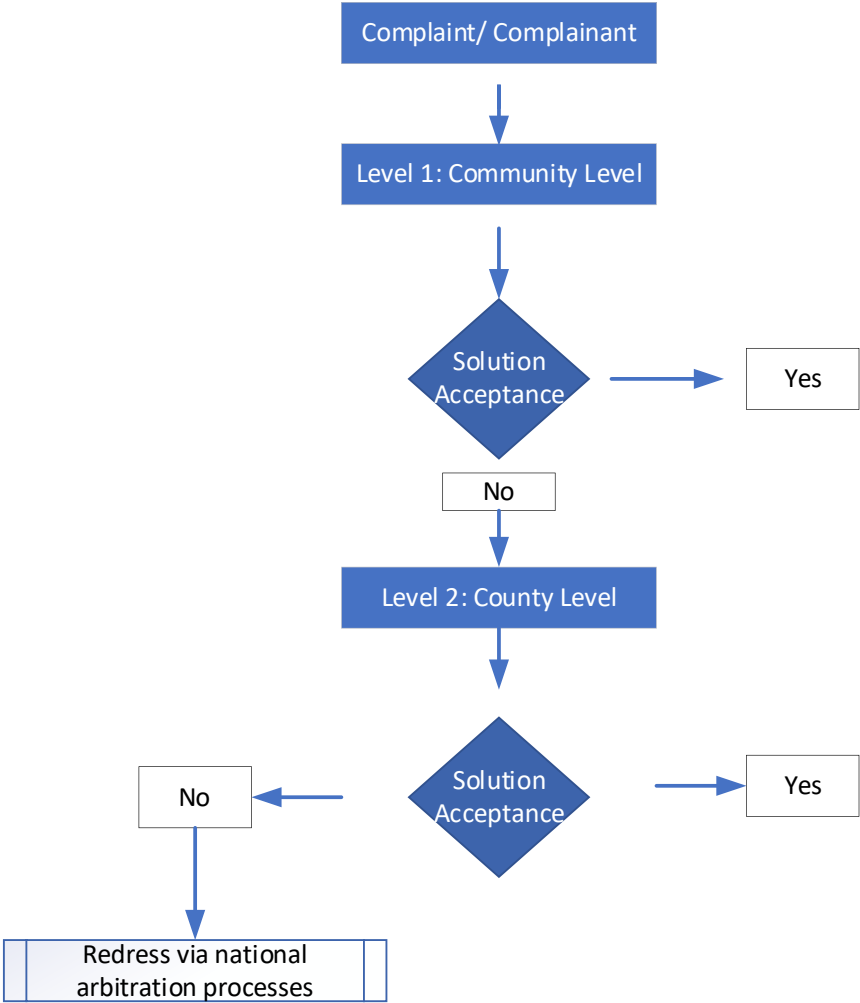 Complaint/ Complainant
Level 1: Community Level
Solution
Acceptance
Yes
No
Level 2: County Level
Solution
Acceptance
Yes
No
Redress via national
arbitration processes